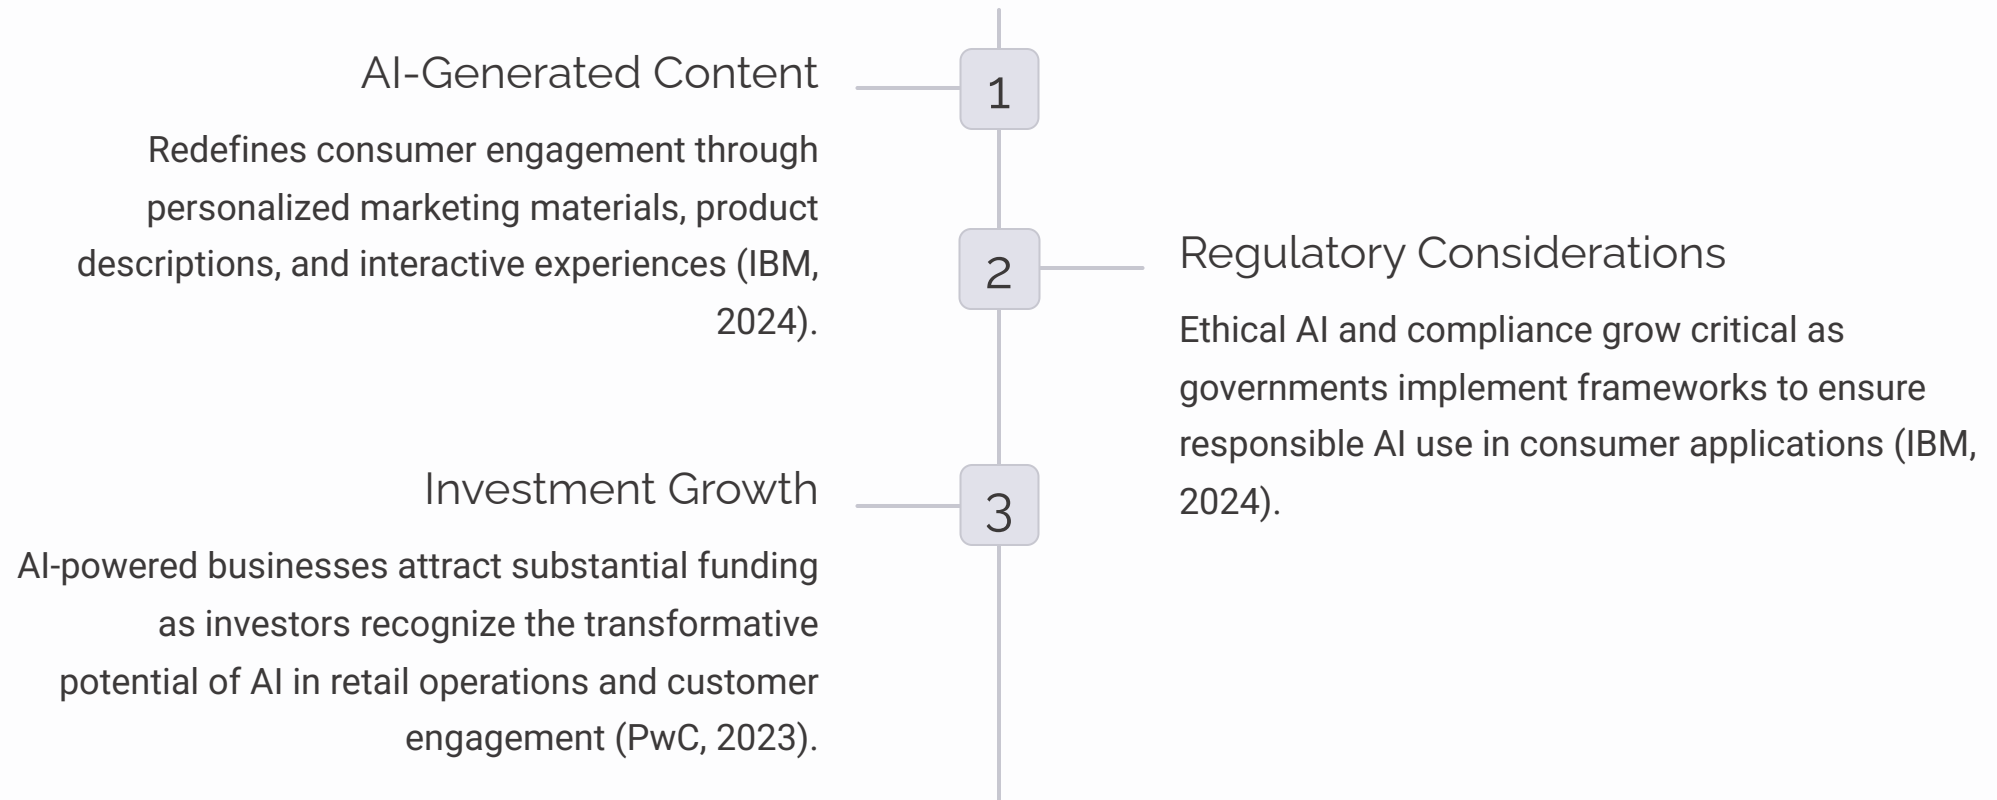 1
AI-Generated Content
Redefines consumer engagement through
personalized marketing materials, product
descriptions, and interactive experiences (IBM,
2024).
2
Regulatory Considerations
Ethical AI and compliance grow critical as
governments implement frameworks to ensure
responsible AI use in consumer applications (IBM,
2024).
3
Investment Growth
AI-powered businesses attract substantial funding
as investors recognize the transformative
potential of AI in retail operations and customer
engagement (PwC, 2023).